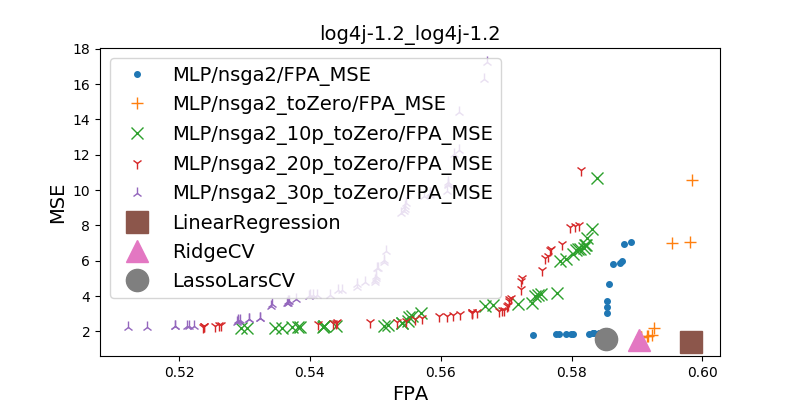 log4j-1.2_log4j-1.2
18
16
14
12
10
8
6
4
2
MSE
MLP/nsga2/FPA_MSE
MLP/nsga2_toZero/FPA_MSE
MLP/nsga2_10p_toZero/FPA_MSE
MLP/nsga2_20p_toZero/FPA_MSE
MLP/nsga2_30p_toZero/FPA_MSE
LinearRegression
RidgeCV
LassoLarsCV
0.52
0.54
0.56
0.58
0.60
FPA